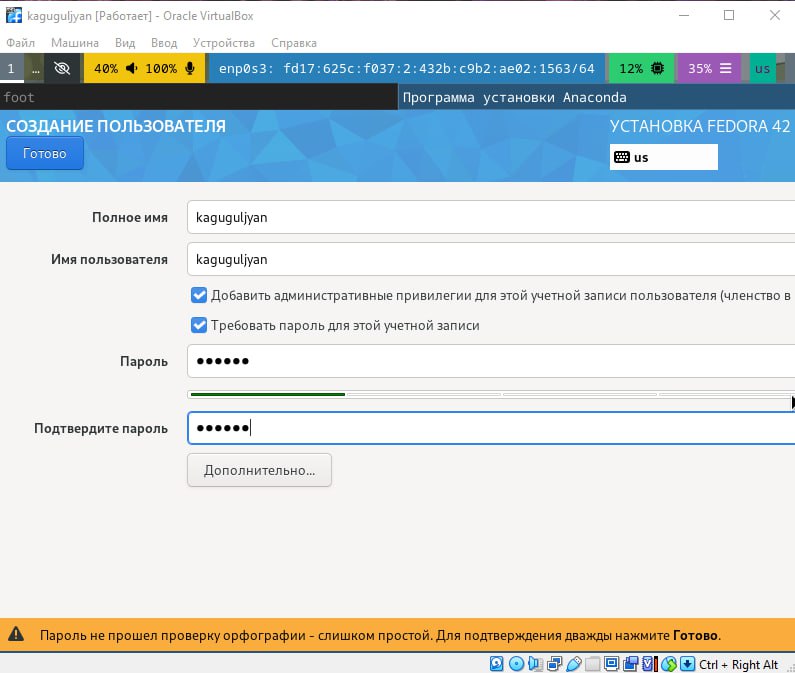 kaguguljyan [Работает] - Oracle VirtualBox
Файл Машина Вид Ввод Устройства Справка
1 ... 40% 100% enp0s3: fd17:625c:f037:2:432b:c9b2:ae02:1563/64 12% 35% us
foot Программа установки Anaconda
СОЗДАНИЕ ПОЛЬЗОВАТЕЛЯ УСТАНОВКА FEDORA 42
Готово us
Полное имя kaguguljyan
Имя пользователя kaguguljyan
Добавить административные привилегии для этой учетной записи пользователя (членство в
Требовать пароль для этой учетной записи
Пароль ●●●●●●
Подтвердите пароль ●●●●●●
Дополнительно...
Пароль не прошел проверку орфографии - слишком простой. Для подтверждения дважды нажмите Готово.
Ctrl + Right Alt